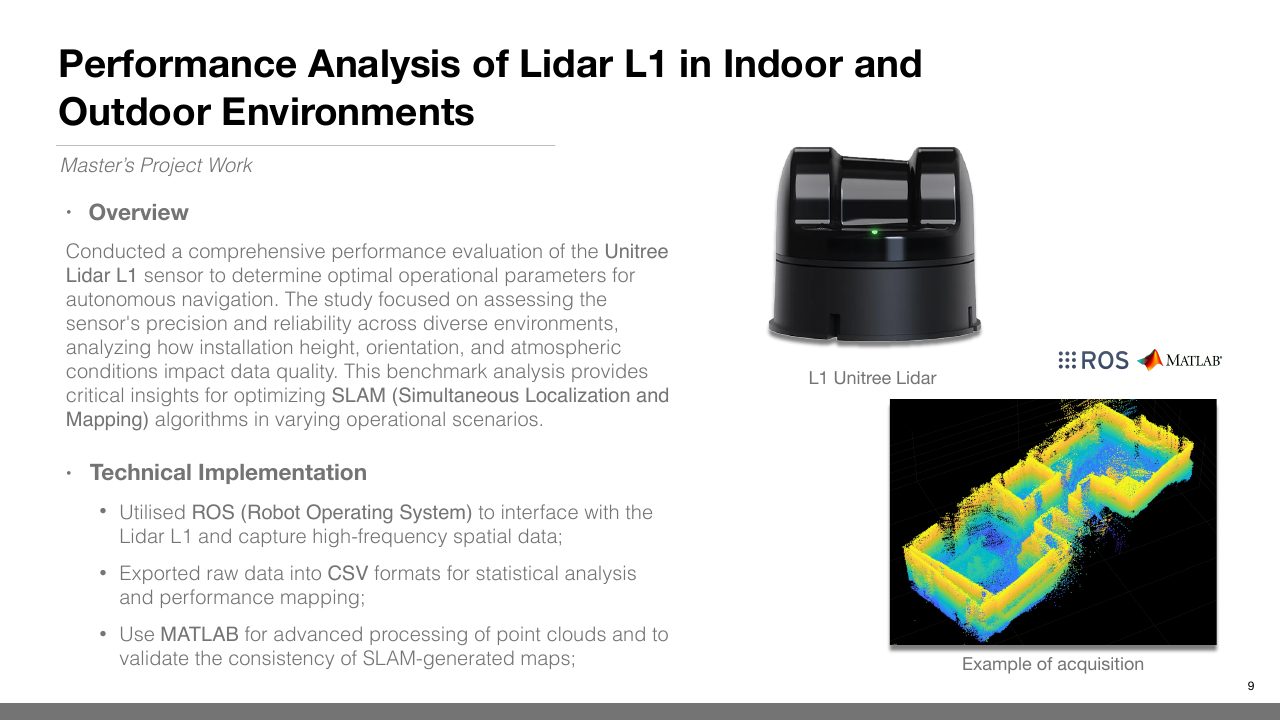 Performance Analysis of Lidar L1 in Indoor and
Outdoor Environments
Master’s Project Work
• Overview
Conducted a comprehensive performance evaluation of the Unitree
Lidar L1 sensor to determine optimal operational parameters for
autonomous navigation. The study focused on assessing the
sensor's precision and reliability across diverse environments,
analyzing how installation height, orientation, and atmospheric
conditions impact data quality. This benchmark analysis provides
critical insights for optimizing SLAM (Simultaneous Localization and
Mapping) algorithms in varying operational scenarios.
• Technical Implementation
• Utilised ROS (Robot Operating System) to interface with the
Lidar L1 and capture high-frequency spatial data;
• Exported raw data into CSV formats for statistical analysis
and performance mapping;
• Use MATLAB for advanced processing of point clouds and to
validate the consistency of SLAM-generated maps;
L1 Unitree Lidar
ROS MATLAB
Example of acquisition
9